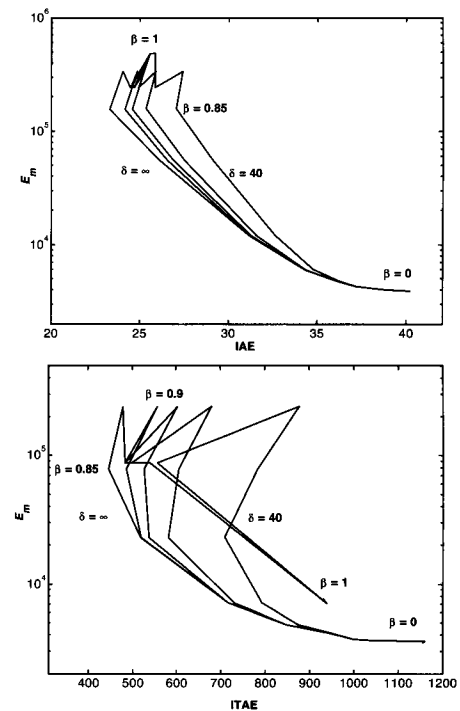 10^6
β = 1
10^5
β = 0.85
E_m
δ = ∞
δ = 40
10^4
β = 0
20 25 30 35 40
IAE
β = 0.9
10^5
β = 0.85
E_m
δ = ∞
δ = 40
10^4
β = 1
β = 0
400 500 600 700 800 900 1000 1100 1200
ITAE